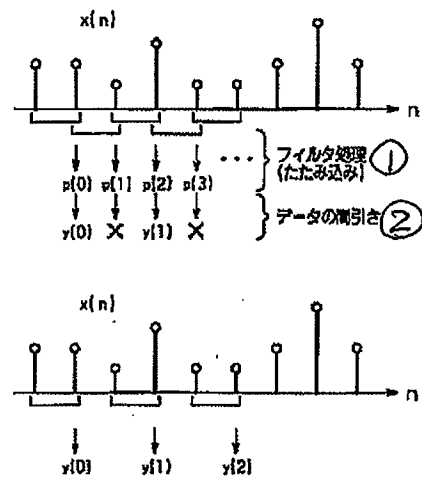 x(n)
n
p[0] p[1] p[2] p[3] ・・・ フィルタ処理 ①
(たたみ込み)
y[0] × y[1) × データの間引き ②
x(n)
n
y[0] y[1) y[2]